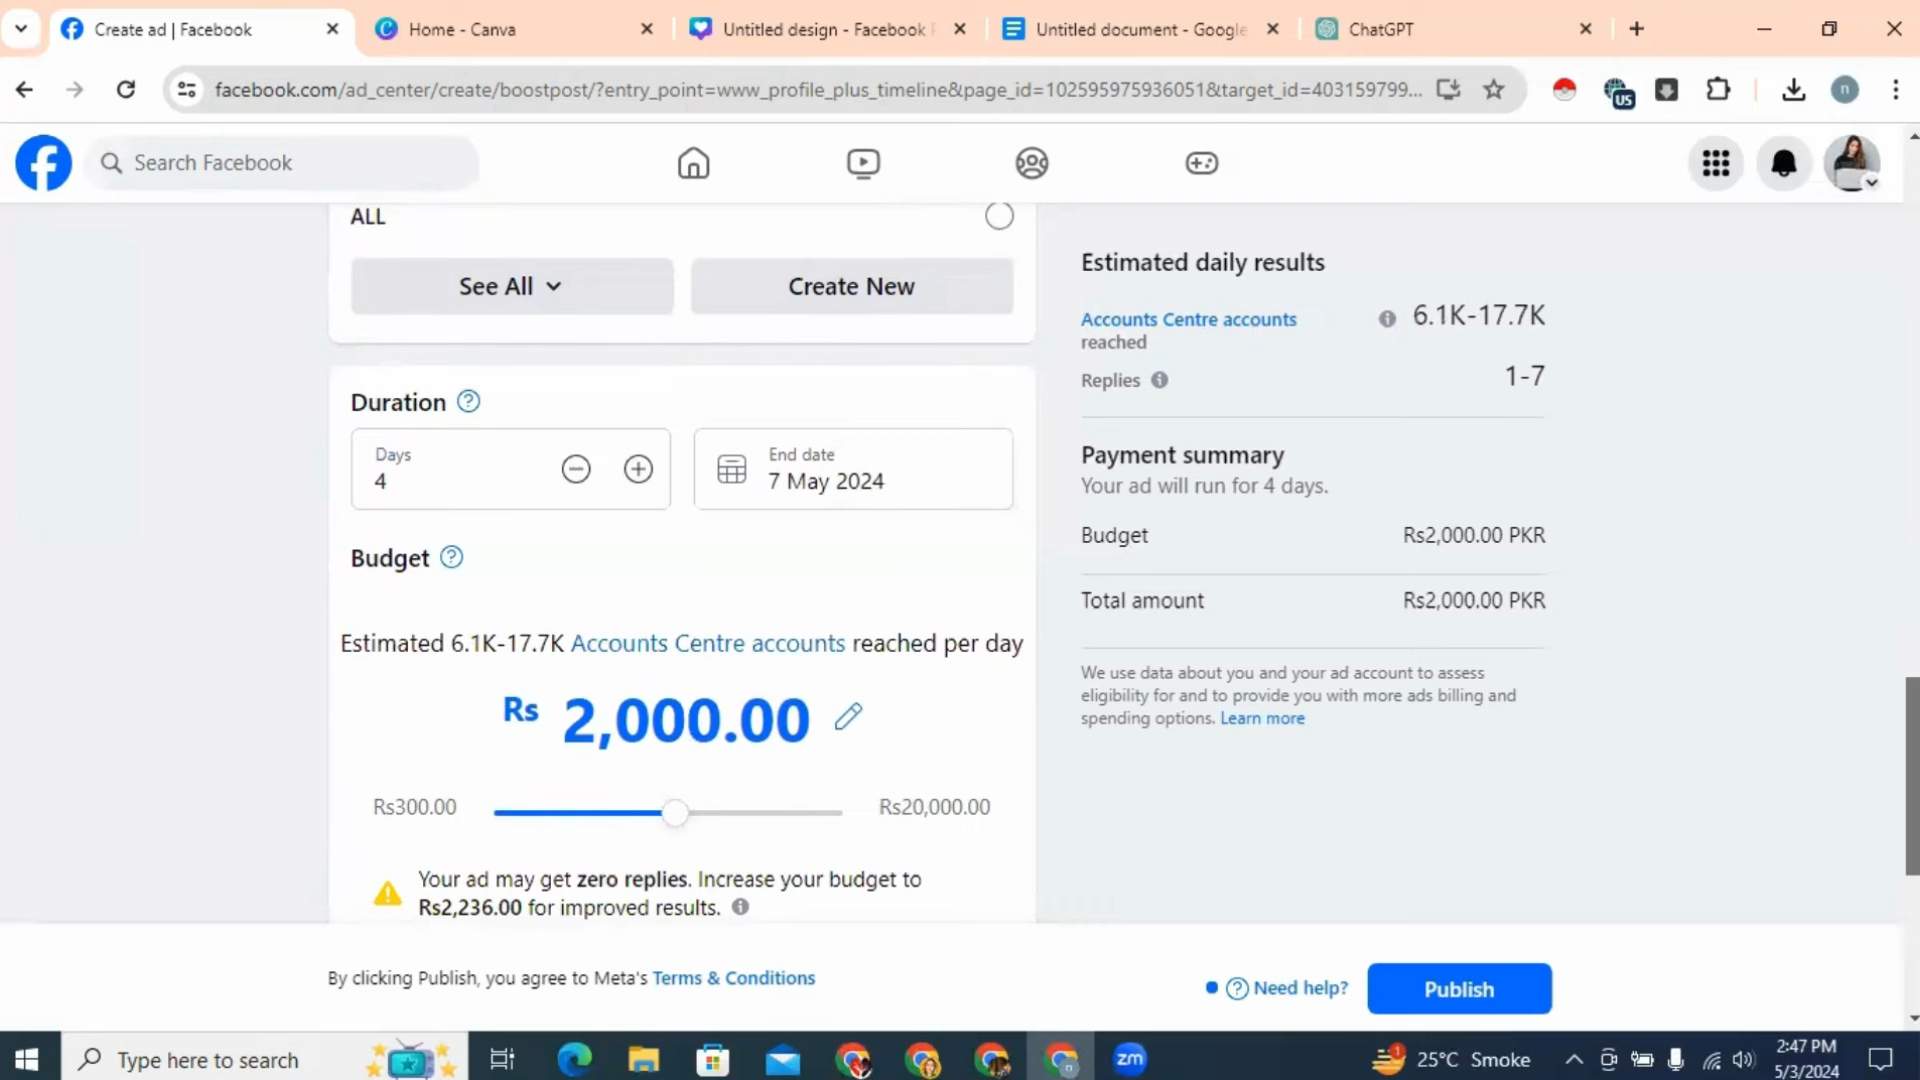 Create ad | Facebook
Home - Canva
Untitled design - Facebook
Untitled document - Google
ChatGPT
facebook.com/ad_center/create/boostpost/?entry_point=www_profile_plus_timeline&page_id=102595975936051&target_id=403159799...
US
n
Search Facebook
ALL
See All
Create New
Duration
Days
4
End date
7 May 2024
Budget
Estimated 6.1K-17.7K Accounts Centre accounts reached per day
Rs 2,000.00
Rs300.00
Rs20,000.00
Your ad may get zero replies. Increase your budget to
Rs2,236.00 for improved results.
Estimated daily results
Accounts Centre accounts
reached
6.1K-17.7K
Replies
1-7
Payment summary
Your ad will run for 4 days.
Budget
Rs2,000.00 PKR
Total amount
Rs2,000.00 PKR
We use data about you and your ad account to assess
eligibility for and to provide you with more ads billing and
spending options. Learn more
By clicking Publish, you agree to Meta's Terms & Conditions
Need help?
Publish
Type here to search
n
zm
1
25°C Smoke
2:47 PM
5/3/2024